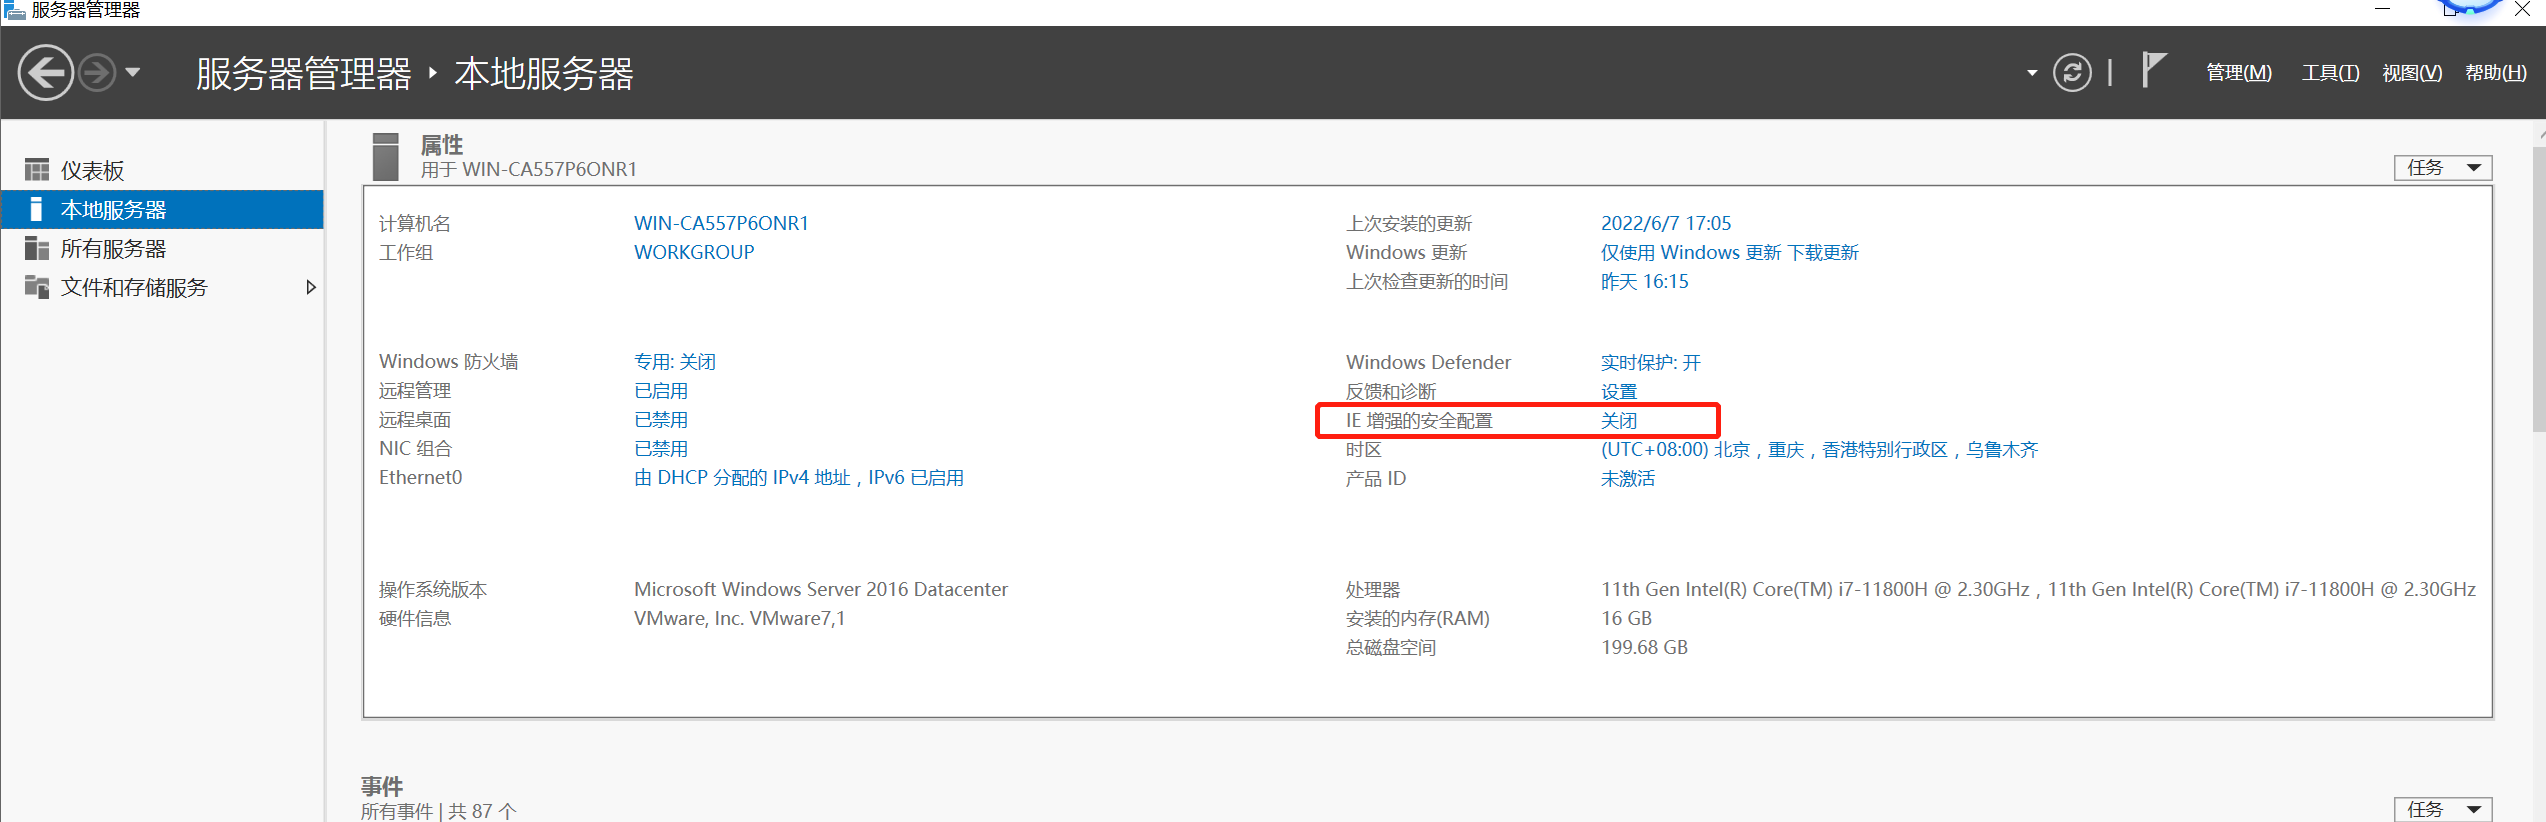 服务器管理器
服务器管理器 ‣ 本地服务器
管理(M) 工具(T) 视图(V) 帮助(H)
仪表板
本地服务器
所有服务器
文件和存储服务
属性
用于 WIN-CA557P6ONR1
任务
计算机名 WIN-CA557P6ONR1
工作组 WORKGROUP
上次安装的更新 2022/6/7 17:05
Windows 更新 仅使用 Windows 更新 下载更新
上次检查更新的时间 昨天 16:15
Windows 防火墙 专用: 关闭
远程管理 已启用
远程桌面 已禁用
NIC 组合 已禁用
Ethernet0 由 DHCP 分配的 IPv4 地址，IPv6 已启用
Windows Defender 实时保护: 开
反馈和诊断 设置
IE 增强的安全配置 关闭
时区 (UTC+08:00) 北京，重庆，香港特别行政区，乌鲁木齐
产品 ID 未激活
操作系统版本 Microsoft Windows Server 2016 Datacenter
硬件信息 VMware, Inc. VMware7,1
处理器 11th Gen Intel(R) Core(TM) i7-11800H @ 2.30GHz , 11th Gen Intel(R) Core(TM) i7-11800H @ 2.30GHz
安装的内存(RAM) 16 GB
总磁盘空间 199.68 GB
事件
所有事件 | 共 87 个
任务